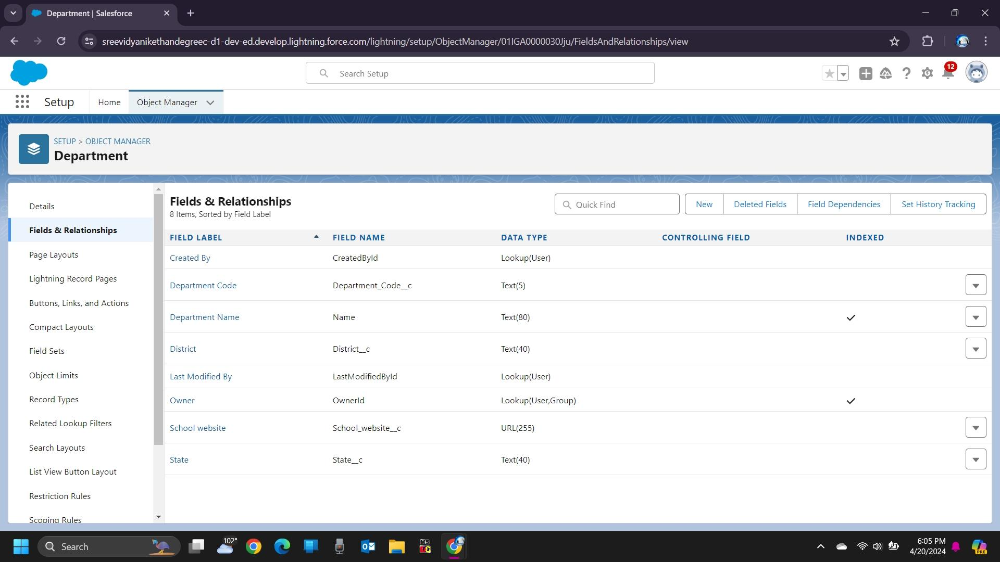 Department | Salesforce
sreevidyanikethandegreec-d1-dev-ed.develop.lightning.force.com/lightning/setup/ObjectManager/01IGA0000030Jju/FieldsAndRelationships/view
Search Setup
12
Setup
Home
Object Manager
SETUP > OBJECT MANAGER
Department
Details
Fields & Relationships
Page Layouts
Lightning Record Pages
Buttons, Links, and Actions
Compact Layouts
Field Sets
Object Limits
Record Types
Related Lookup Filters
Search Layouts
List View Button Layout
Restriction Rules
Scoping Rules
Fields & Relationships
8 Items, Sorted by Field Label
Quick Find
New
Deleted Fields
Field Dependencies
Set History Tracking
FIELD LABEL FIELD NAME DATA TYPE CONTROLLING FIELD INDEXED
Created By CreatedById Lookup(User)
Department Code Department_Code__c Text(5)
Department Name Name Text(80)
District District__c Text(40)
Last Modified By LastModifiedById Lookup(User)
Owner OwnerId Lookup(User,Group)
School website School_website__c URL(255)
State State__c Text(40)
Search
102°
MS
PRE
6:05 PM
4/20/2024